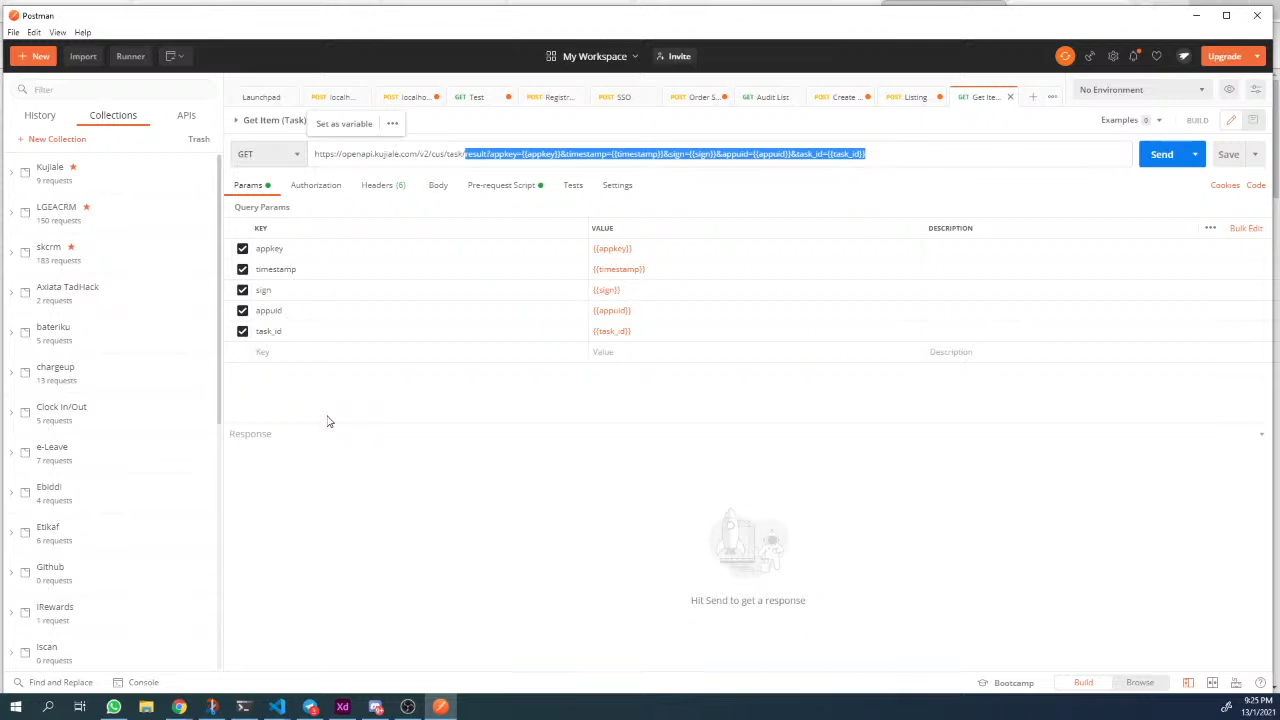 Postman
File Edit View Help
+ New Import Runner My Workspace Invite Upgrade
Filter
History Collections APIs
+ New Collection Trash
Kujiale
9 requests
LGEACRM
150 requests
skcrm
183 requests
Axiata TadHack
2 requests
bateriku
5 requests
chargeup
13 requests
Clock in/Out
5 requests
e-Leave
7 requests
Ebiddi
4 requests
Etikaf
6 requests
Github
0 requests
iRewards
1 request
Iscan
0 requests
Launchpad POST localh... POST localho... GET Test POST Registr... POST SSO POST Order S... GET Audit List POST Create ... POST Listing GET Get Ite... + No Environment
Get Item (Task) Set as variable Examples 0 BUILD
GET https://openapi.kujiale.com/v2/cus/task/result?appkey={{appkey}}&timestamp={{timestamp}}&sign={{sign}}&appuid={{appuid}}&task_id={{task_id}} Send Save
Params Authorization Headers (6) Body Pre-request Script Tests Settings Cookies Code
Query Params
KEY VALUE DESCRIPTION Bulk Edit
appkey {{appkey}}
timestamp {{timestamp}}
sign {{sign}}
appuid {{appuid}}
task_id {{task_id}}
Key Value Description
Response
Hit Send to get a response
Find and Replace Console Bootcamp Build Browse
Xd
9:25 PM
13/1/2021